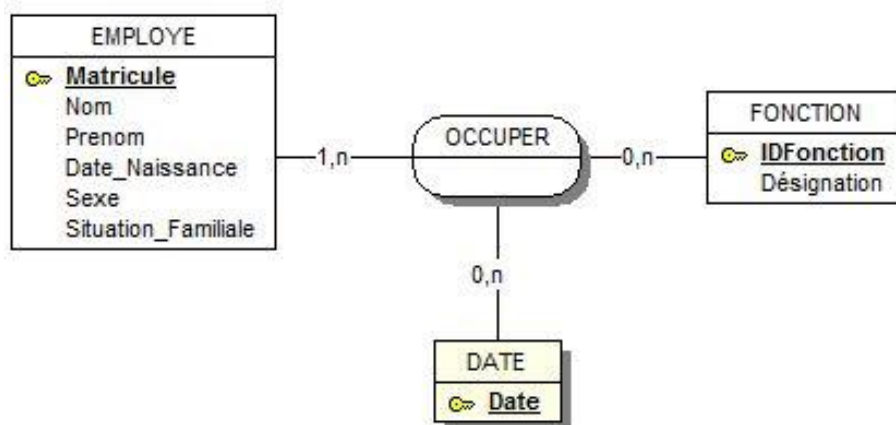 EMPLOYE
Matricule
Nom
Prenom
Date_Naissance
Sexe
Situation_Familiale
1,n
OCCUPER
0,n
FONCTION
IDFonction
Désignation
0,n
DATE
Date